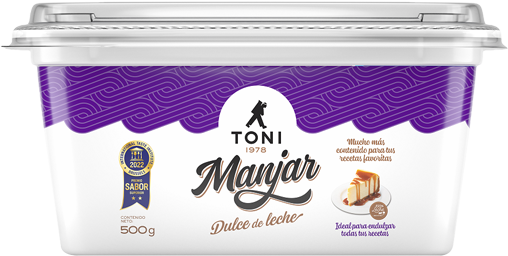 TONI
1978
Manjar
Dulce de leche
2022
SABOR
SUPERIOR
CONTENIDO
NETO:
500g
Mucho más
contenido para tus
recetas favoritas
Ideal para endulzar
todas tus recetas